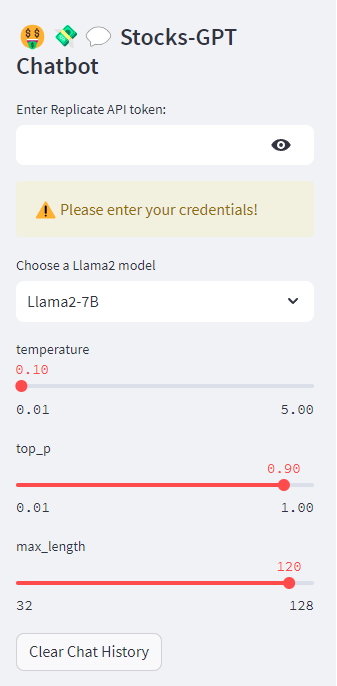 🤑 💸 💬 Stocks-GPT
Chatbot
Enter Replicate API token:
⚠️ Please enter your credentials!
Choose a Llama2 model
Llama2-7B
temperature
0.10
0.01 5.00
top_p
0.90
0.01 1.00
max_length
120
32 128
Clear Chat History